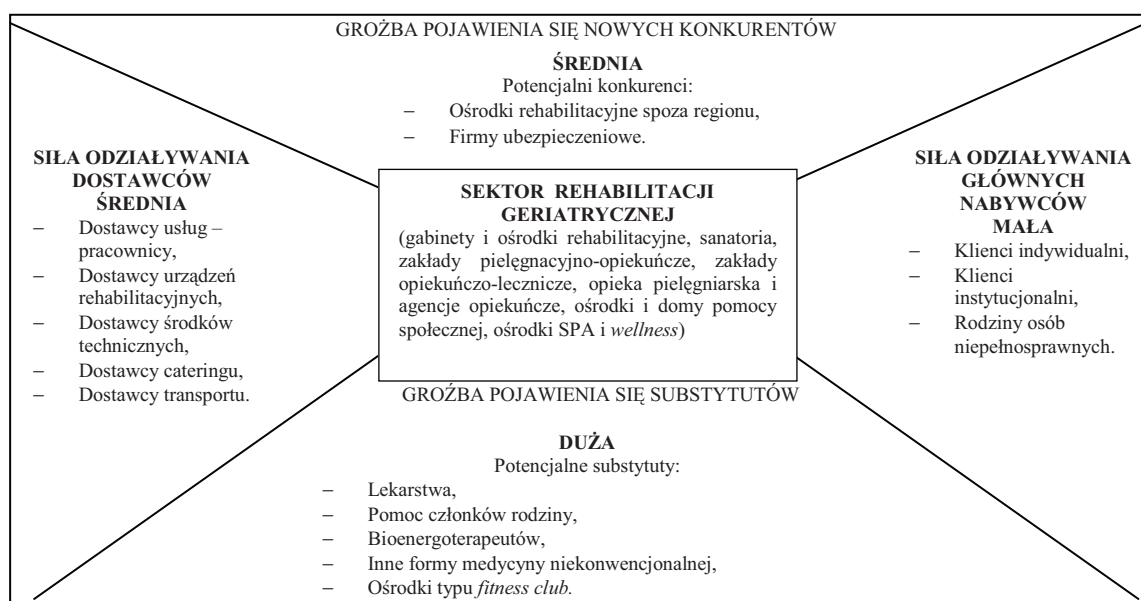 GROŹBA POJAWIENIA SIĘ NOWYCH KONKURENTÓW
ŚREDNIA
Potencjalni konkurenci:
– Ośrodki rehabilitacyjne spoza regionu,
– Firmy ubezpieczeniowe.
SIŁA ODZIAŁYWANIA
DOSTAWCÓW
ŚREDNIA
– Dostawcy usług –
pracownicy,
– Dostawcy urządzeń
rehabilitacyjnych,
– Dostawcy środków
technicznych,
– Dostawcy cateringu,
– Dostawcy transportu.
SEKTOR REHABILITACJI
GERIATRYCZNEJ
(gabinety i ośrodki rehabilitacyjne, sanatoria,
zakłady pielęgnacyjno-opiekuńcze, zakłady
opiekuńczo-lecznicze, opieka pielęgniarska i
agencje opiekuńcze, ośrodki i domy pomocy
społecznej, ośrodki SPA i wellness)
SIŁA ODZIAŁYWANIA
GŁÓWNYCH
NABYWCÓW
MAŁA
– Klienci indywidualni,
– Klienci
instytucjonalni,
– Rodziny osób
niepełnosprawnych.
GROŹBA POJAWIENIA SIĘ SUBSTYTUTÓW
DUŻA
Potencjalne substytuty:
– Lekarstwa,
– Pomoc członków rodziny,
– Bioenergoterapeutów,
– Inne formy medycyny niekonwencjonalnej,
– Ośrodki typu fitness club.